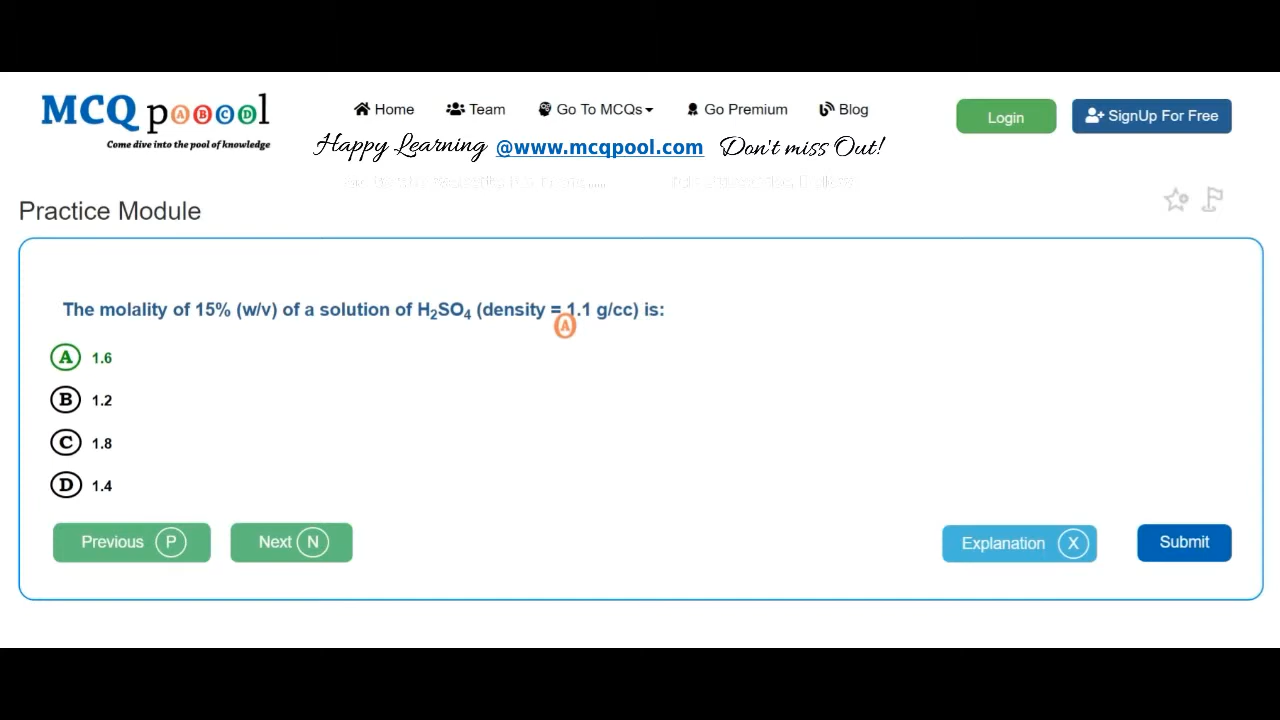 MCQ poool
Come dive into the pool of knowledge
Home Team Go To MCQs Go Premium Blog
Login SignUp For Free
Happy Learning @www.mcqpool.com Don't miss Out!
Practice Module
The molality of 15% (w/v) of a solution of H₂SO₄ (density = 1.1 g/cc) is:
A
A 1.6
B 1.2
C 1.8
D 1.4
Previous P Next N Explanation X Submit